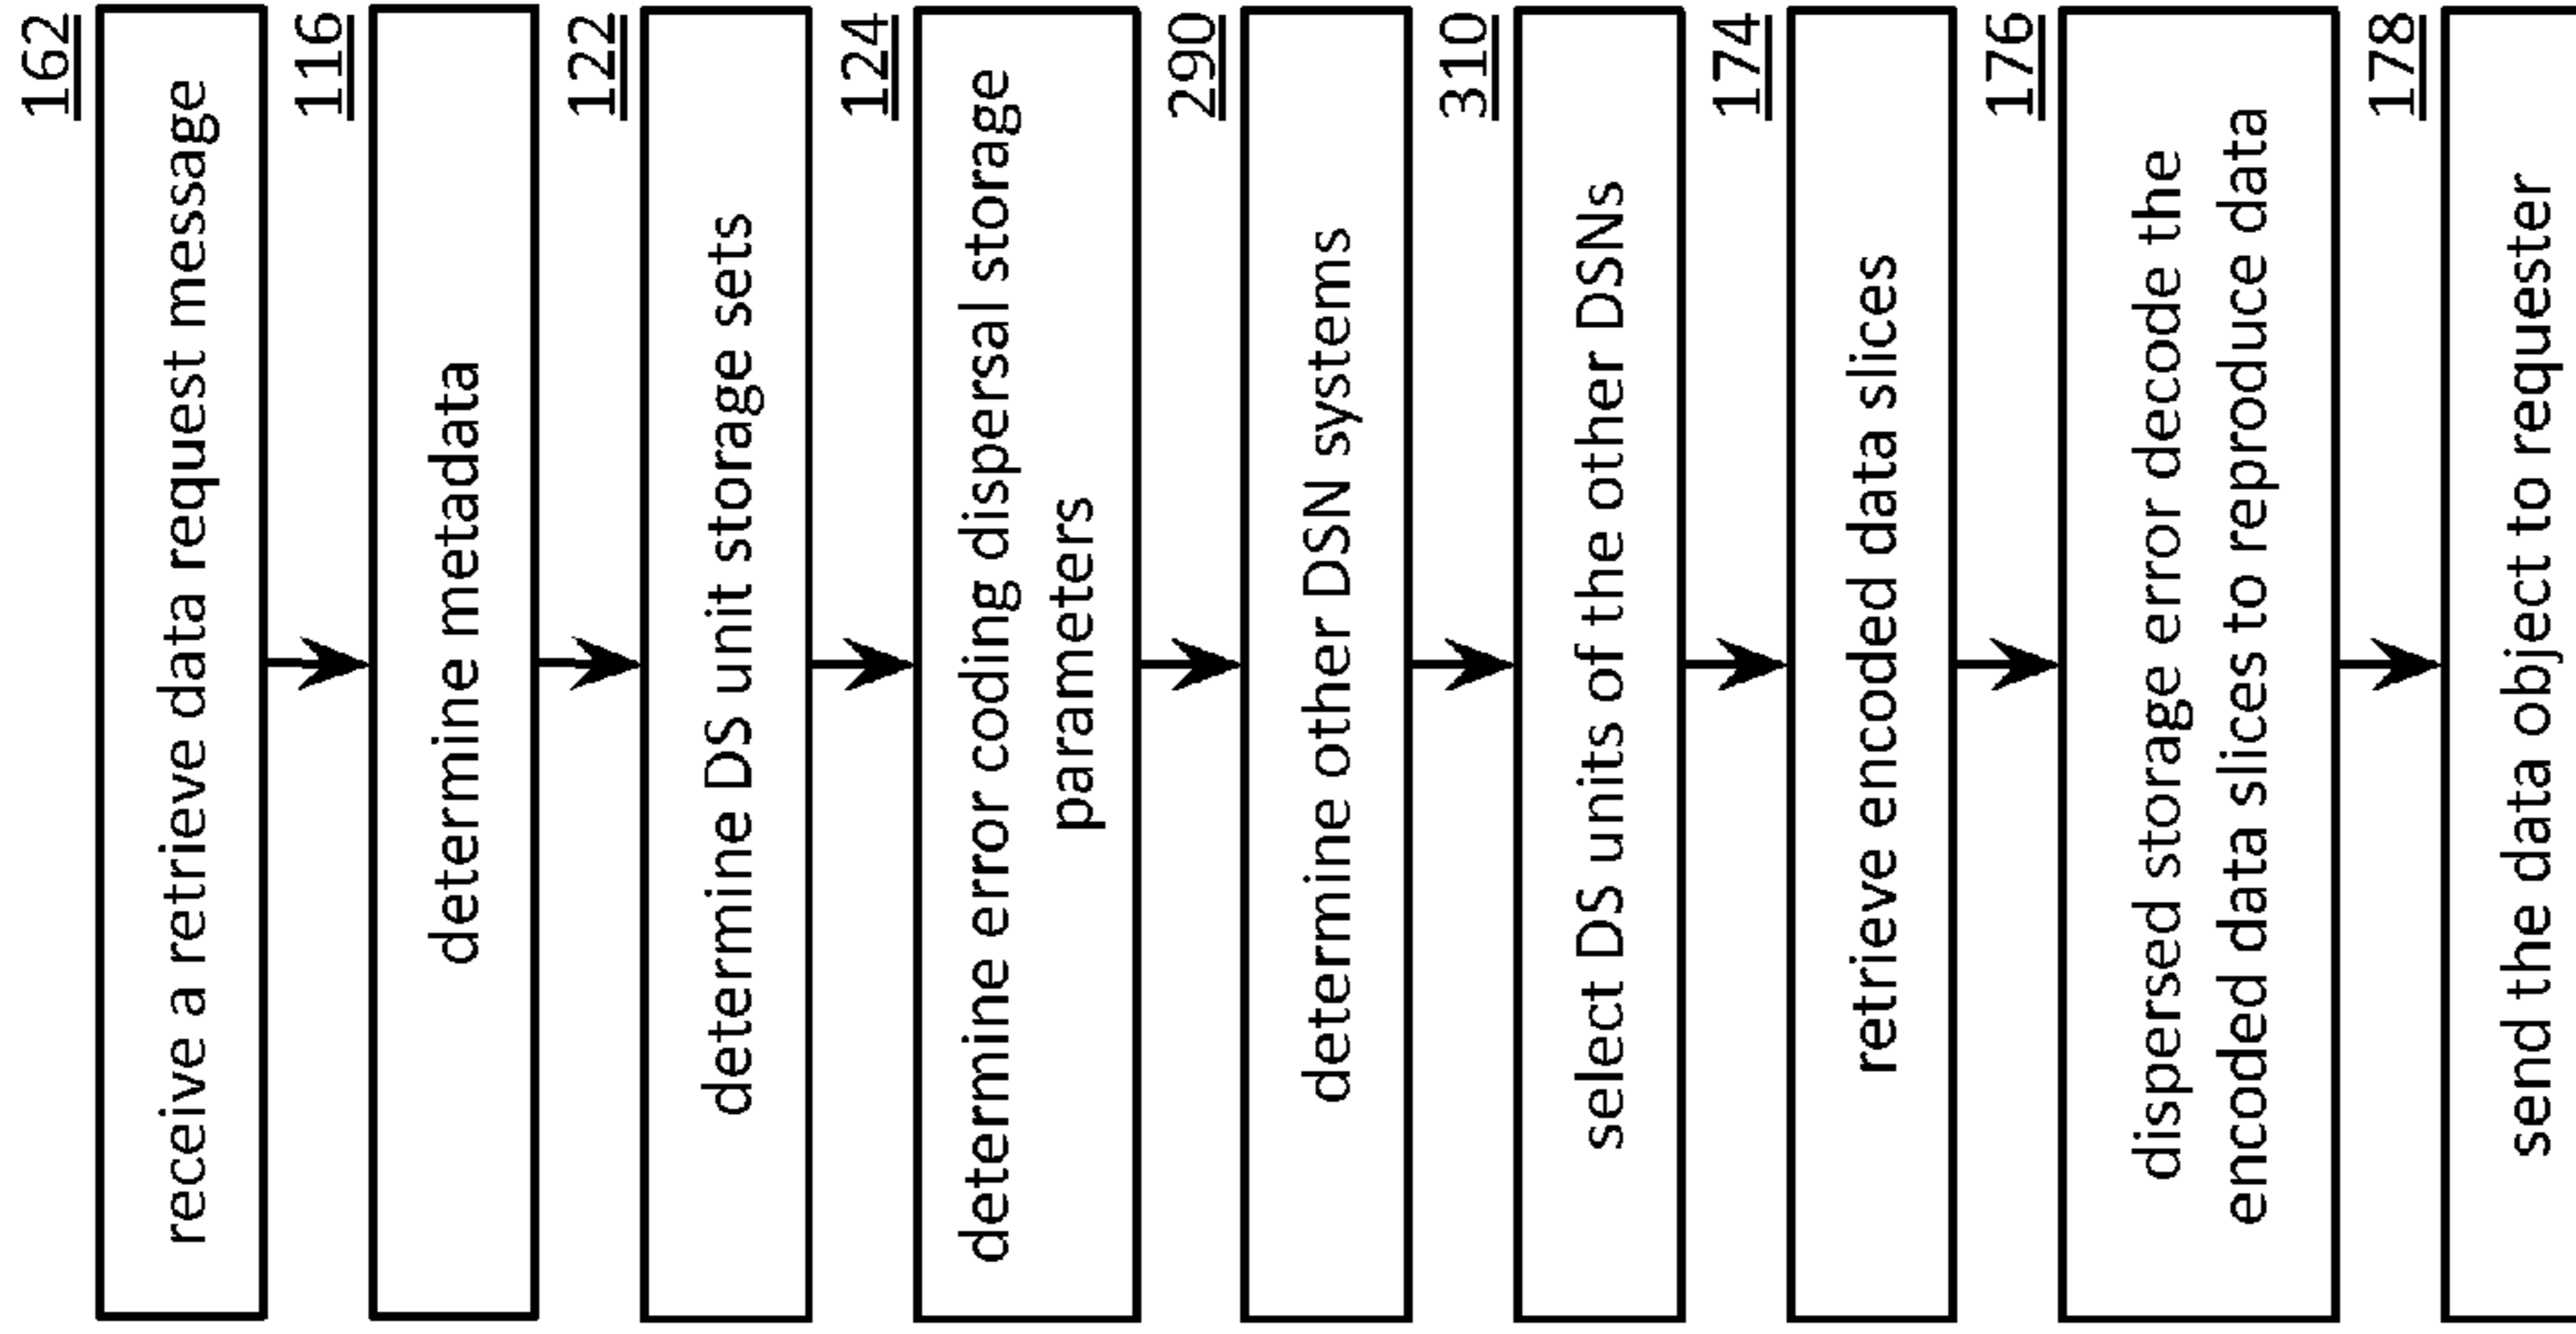 162
receive a retrieve data request message
116
determine metadata
122
determine DS unit storage sets
124
determine error coding dispersal storage
parameters
290
determine other DSN systems
310
select DS units of the other DSNs
174
retrieve encoded data slices
176
dispersed storage error decode the
encoded data slices to reproduce data
178
send the data object to requester